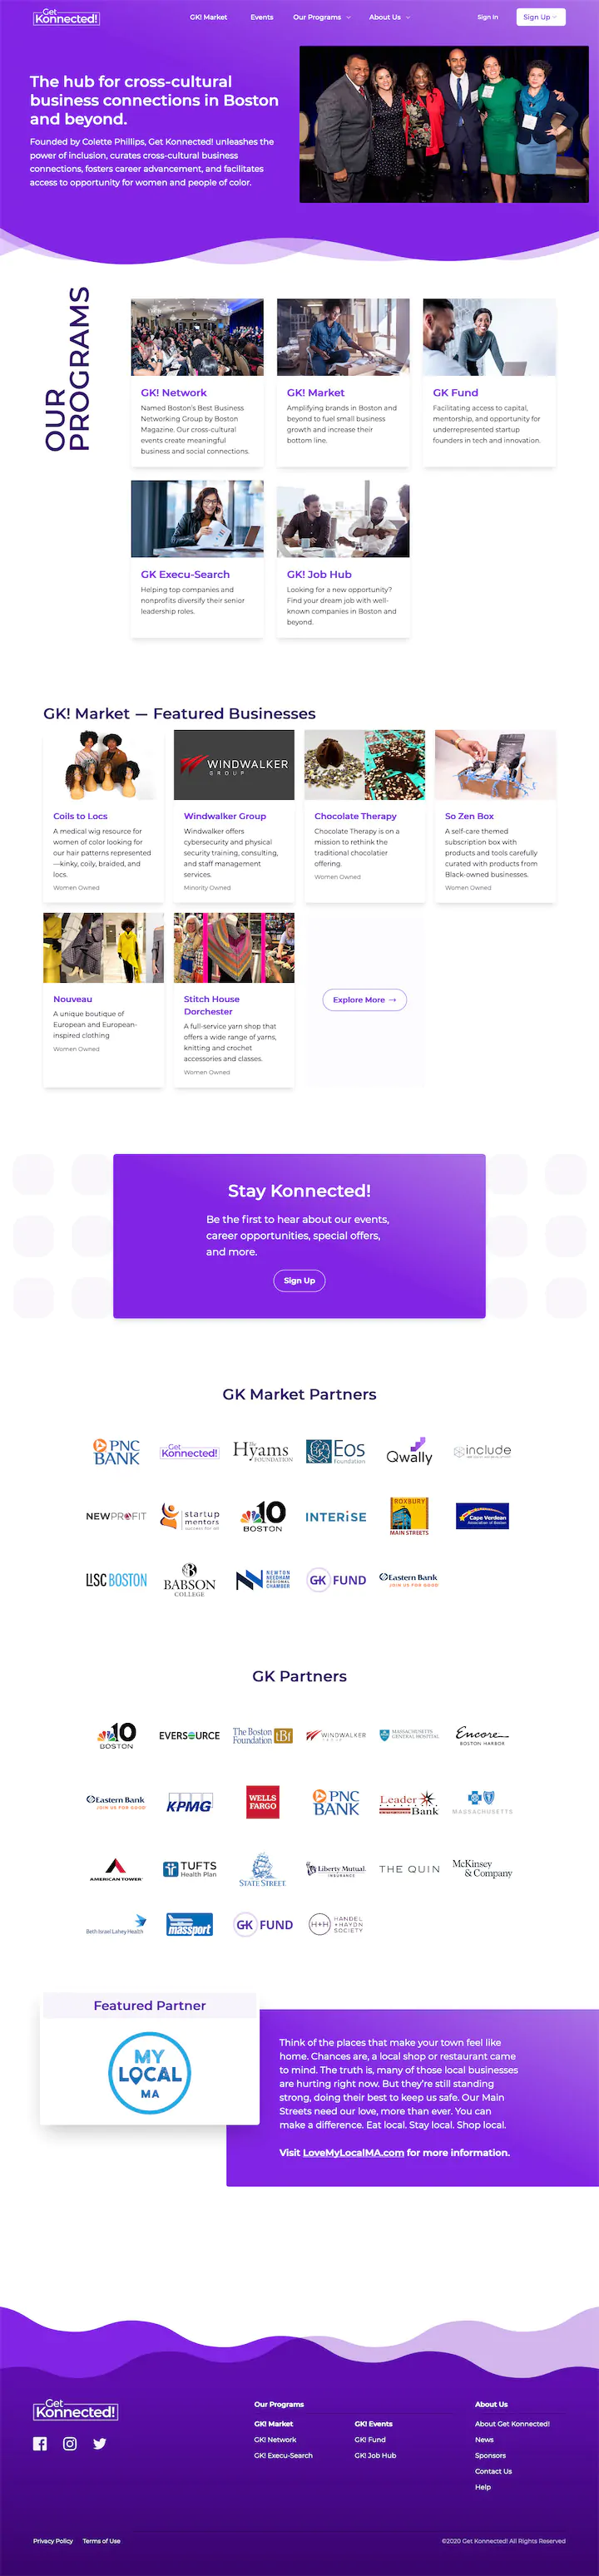 Get
Konnected!
GK! Market
Events
Our Programs
About Us
Sign In
Sign Up
The hub for cross-cultural
business connections in Boston
and beyond.
Founded by Colette Phillips, Get Konnected! unleashes the
power of inclusion, curates cross-cultural business
connections, fosters career advancement, and facilitates
access to opportunity for women and people of color.
OUR
PROGRAMS
GK! Network
Named Boston's Best Business
Networking Group by Boston
Magazine. Our cross-cultural
events create meaningful
business and social connections.
GK! Market
Amplifying brands in Boston and
beyond to fuel small business
growth and increase their
bottom line.
GK Fund
Facilitating access to capital,
mentorship, and opportunity for
underrepresented startup
founders in tech and innovation.
GK Execu-Search
Helping top companies and
nonprofits diversify their senior
leadership roles.
GK! Job Hub
Looking for a new opportunity?
Find your dream job with well-
known companies in Boston and
beyond.
GK! Market — Featured Businesses
Coils to Locs
A medical wig resource for
women of color looking for
our hair patterns represented
—kinky, coily, braided, and
locs.
Women Owned
WINDWALKER
GROUP
Windwalker Group
Windwalker offers
cybersecurity and physical
security training, consulting,
and staff management
services.
Minority Owned
Chocolate Therapy
Chocolate Therapy is on a
mission to rethink the
traditional chocolatier
offering.
Women Owned
So Zen Box
A self-care themed
subscription box with
products and tools carefully
curated with products from
Black-owned businesses.
Women Owned
Nouveau
A unique boutique of
European and European-
inspired clothing
Women Owned
Stitch House
Dorchester
A full-service yarn shop that
offers a wide range of yarns,
knitting and crochet
accessories and classes.
Women Owned
Explore More →
Stay Konnected!
Be the first to hear about our events,
career opportunities, special offers,
and more.
Sign Up
GK Market Partners
PNC
BANK
Get
Konnected!
Hyams
FOUNDATION
EOS
Foundation
Qwally
include
NEWPROFIT
startup
mentors
success for all
10
BOSTON
INTERISE
ROXBURY
MAIN STREETS
Cape Verdean
Association of Boston
LISC BOSTON
BABSON
COLLEGE
NEWTON
NEEDHAM
REGIONAL
CHAMBER
GK FUND
Eastern Bank
JOIN US FOR GOOD
GK Partners
10
BOSTON
EVERSOURCE
The Boston
Foundation
tBf
WINDWALKER
MASSACHUSETTS
GENERAL HOSPITAL
Encore
BOSTON HARBOR
Eastern Bank
JOIN US FOR GOOD
KPMG
WELLS
FARGO
PNC
BANK
Leader
Bank
MASSACHUSETTS
AMERICAN TOWER
TUFTS
Health Plan
STATE STREET
Liberty Mutual
INSURANCE
THE QUIN
McKinsey
& Company
Beth Israel Lahey Health
massport
GK FUND
H+H
HANDEL
+HAYDN
SOCIETY
Featured Partner
MY
LOCAL
MA
Think of the places that make your town feel like
home. Chances are, a local shop or restaurant came
to mind. The truth is, many of those local businesses
are hurting right now. But they're still standing
strong, doing their best to keep us safe. Our Main
Streets need our love, more than ever. You can
make a difference. Eat local. Stay local. Shop local.
Visit LoveMyLocalMA.com for more information.
Get
Konnected!
Our Programs
GK! Market
GK! Events
GK! Network
GK! Fund
GK! Execu-Search
GK! Job Hub
About Us
About Get Konnected!
News
Sponsors
Contact Us
Help
Privacy Policy
Terms of Use
©2020 Get Konnected! All Rights Reserved